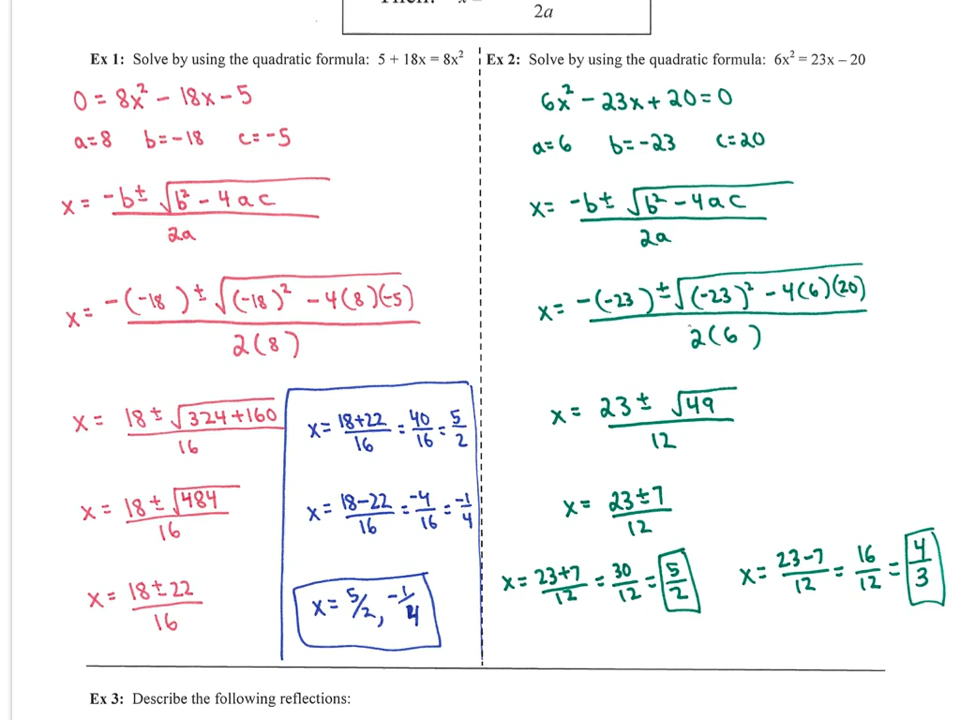 2a
Ex 1: Solve by using the quadratic formula: 5 + 18x = 8x²
0 = 8x² - 18x - 5
a=8 b=-18 c=-5
x = -b ± √b² - 4ac
2a
x = -(-18) ± √(-18)² - 4(8)(-5)
2(8)
x = 18 ± √324+160
16
x = 18 ± √484
16
x = 18 ± 22
16
x = 18+22/16 = 40/16 = 5/2
x = 18-22/16 = -4/16 = -1/4
x = 5/2, -1/4
Ex 2: Solve by using the quadratic formula: 6x² = 23x – 20
6x² - 23x + 20 = 0
a=6 b=-23 c=20
x = -b ± √b² - 4ac
2a
x = -(-23) ± √(-23)² - 4(6)(20)
2(6)
x = 23 ± √49
12
x = 23 ± 7
12
x = 23+7/12 = 30/12 = 5/2 x = 23-7/12 = 16/12 = 4/3
Ex 3: Describe the following reflections: